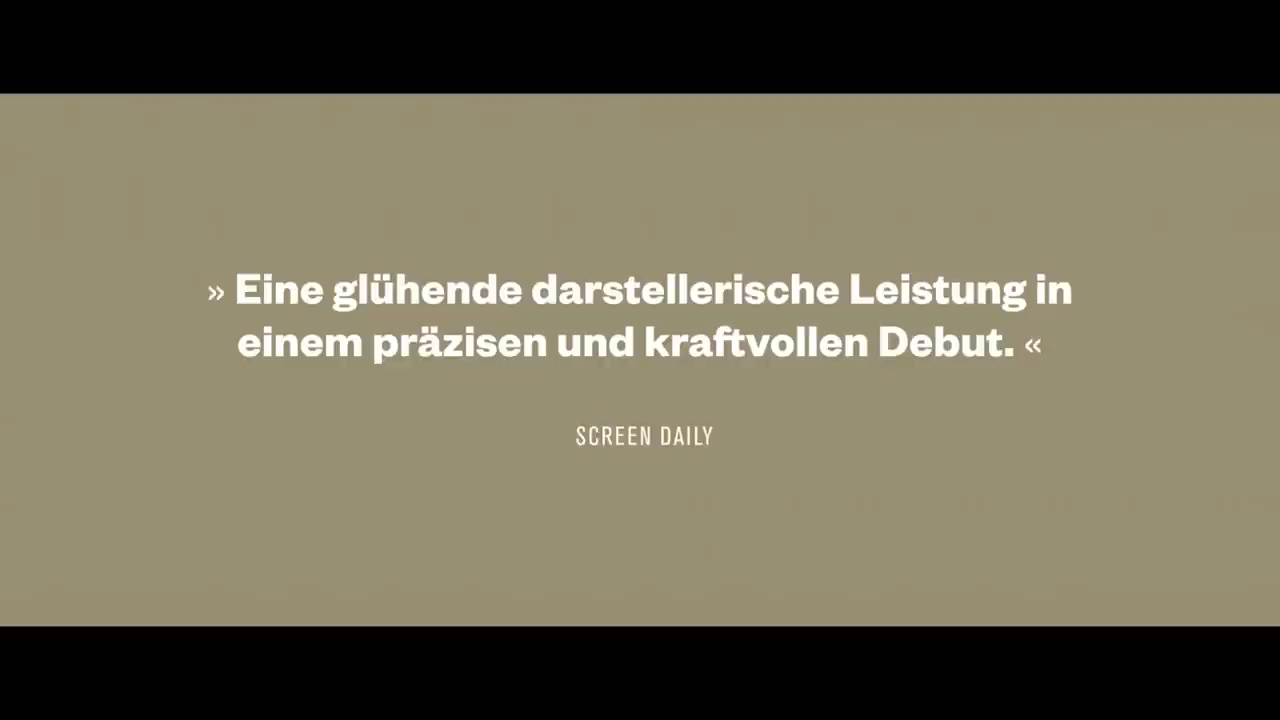 » Eine glühende darstellerische Leistung in
einem präzisen und kraftvollen Debut. «
SCREEN DAILY